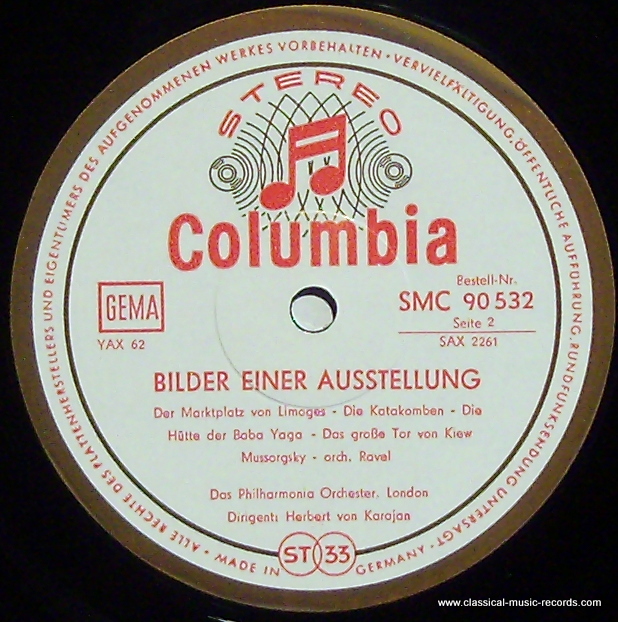 ALLE RECHTE DES PLATTENHERSTELLERS UND EIGENTUMERS DES AUFGENOMMENEN WERKES VORBEHALTEN • VERVIELFÄLTIGUNG, ÖFFENTLICHE AUFFÜHRUNG, RUNDFUNKSENDUNG UNTERSAGT •
STEREO
Columbia
GEMA
YAX 62
Bestell-Nr.
SMC 90 532
Seite 2
SAX 2261
BILDER EINER AUSSTELLUNG
Der Marktplatz von Limoges - Die Katakomben - Die
Hütte der Baba Yaga - Das große Tor von Kiew
Mussorgsky - orch. Ravel
Das Philharmonia Orchester, London
Dirigent: Herbert von Karajan
MADE IN ST 33 GERMANY
www.classical-music-records.com